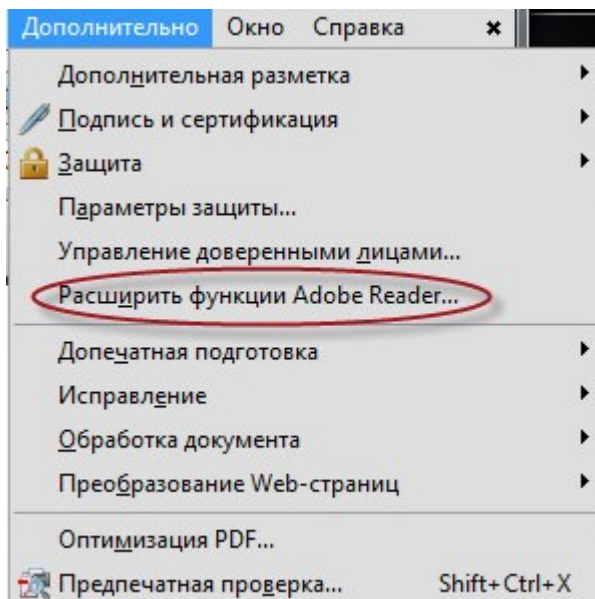 Дополнительно Окно Справка
Дополнительная разметка
Подпись и сертификация
Защита
Параметры защиты...
Управление доверенными лицами...
Расширить функции Adobe Reader...
Допечатная подготовка
Исправление
Обработка документа
Преобразование Web-страниц
Оптимизация PDF...
Предпечатная проверка... Shift+Ctrl+X